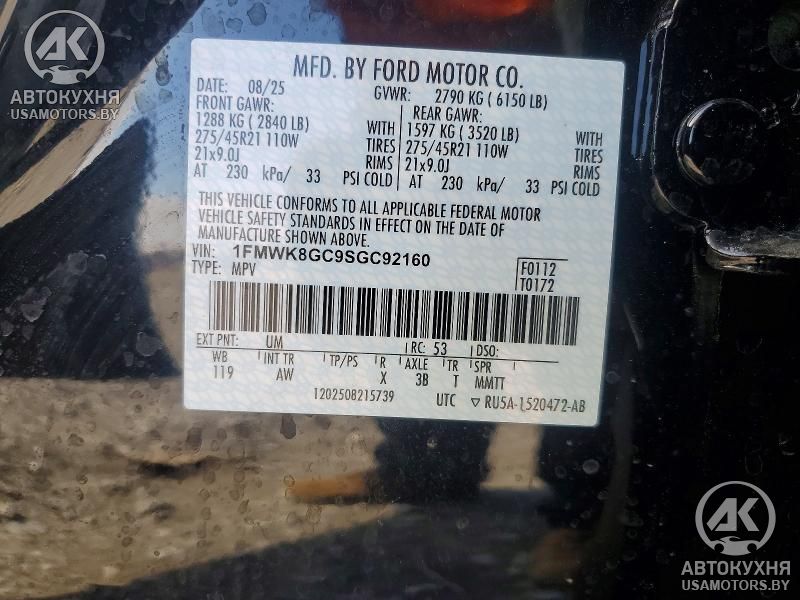 AK
АВТОКУХНЯ
USAMOTORS.BY
MFD. BY FORD MOTOR CO.
DATE: 08/25 GVWR: 2790 KG ( 6150 LB)
FRONT GAWR: REAR GAWR:
1288 KG ( 2840 LB) WITH 1597 KG ( 3520 LB) WITH
275/45R21 110W TIRES 275/45R21 110W TIRES
21x9.0J RIMS 21x9.0J RIMS
AT 230 kPa/ 33 PSI COLD AT 230 kPa/ 33 PSI COLD
THIS VEHICLE CONFORMS TO ALL APPLICABLE FEDERAL MOTOR
VEHICLE SAFETY STANDARDS IN EFFECT ON THE DATE OF
MANUFACTURE SHOWN ABOVE.
VIN: 1FMWK8GC9SGC92160
TYPE: MPV
F0112
T0172
EXT PNT: UM RC: 53 DSO:
WB INT TR TP/PS R AXLE TR SPR
119 AW X 3B T MMTT
1202508215739 UTC ▽ RU5A-1520472-AB
AK
АВТОКУХНЯ
USAMOTORS.BY